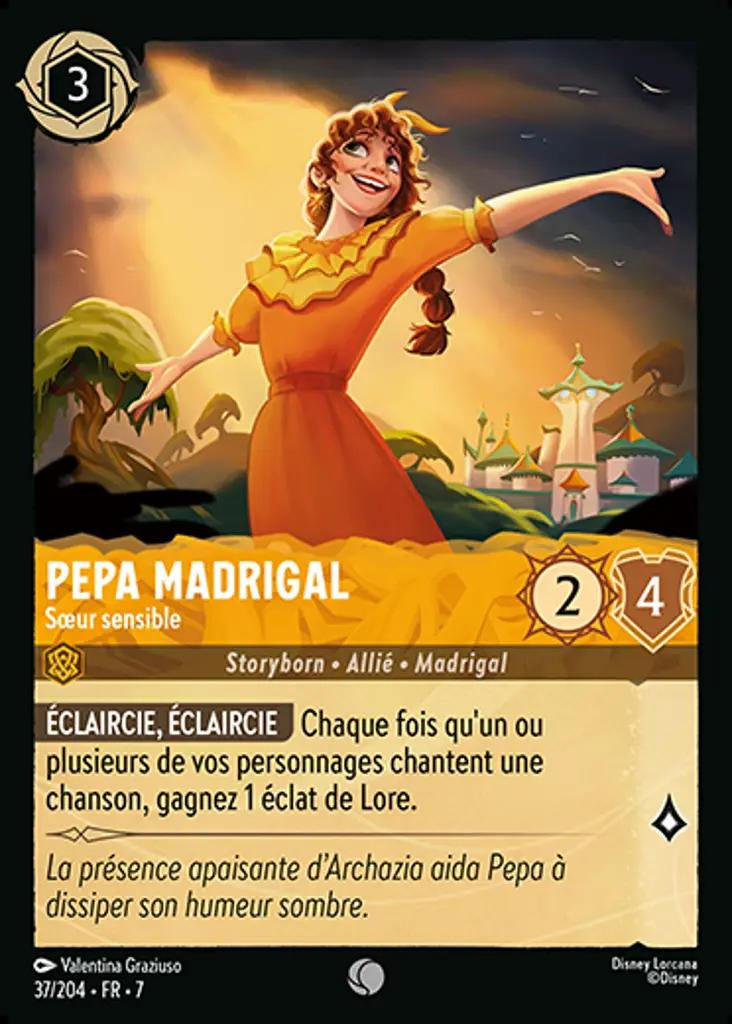 3
PEPA MADRIGAL
Sœur sensible
2
4
Storyborn • Allié • Madrigal
ÉCLAIRCIE, ÉCLAIRCIE Chaque fois qu'un ou
plusieurs de vos personnages chantent une
chanson, gagnez 1 éclat de Lore.
La présence apaisante d'Archazia aida Pepa à
dissiper son humeur sombre.
Valentina Graziuso
37/204 • FR • 7
Disney Lorcana
©Disney